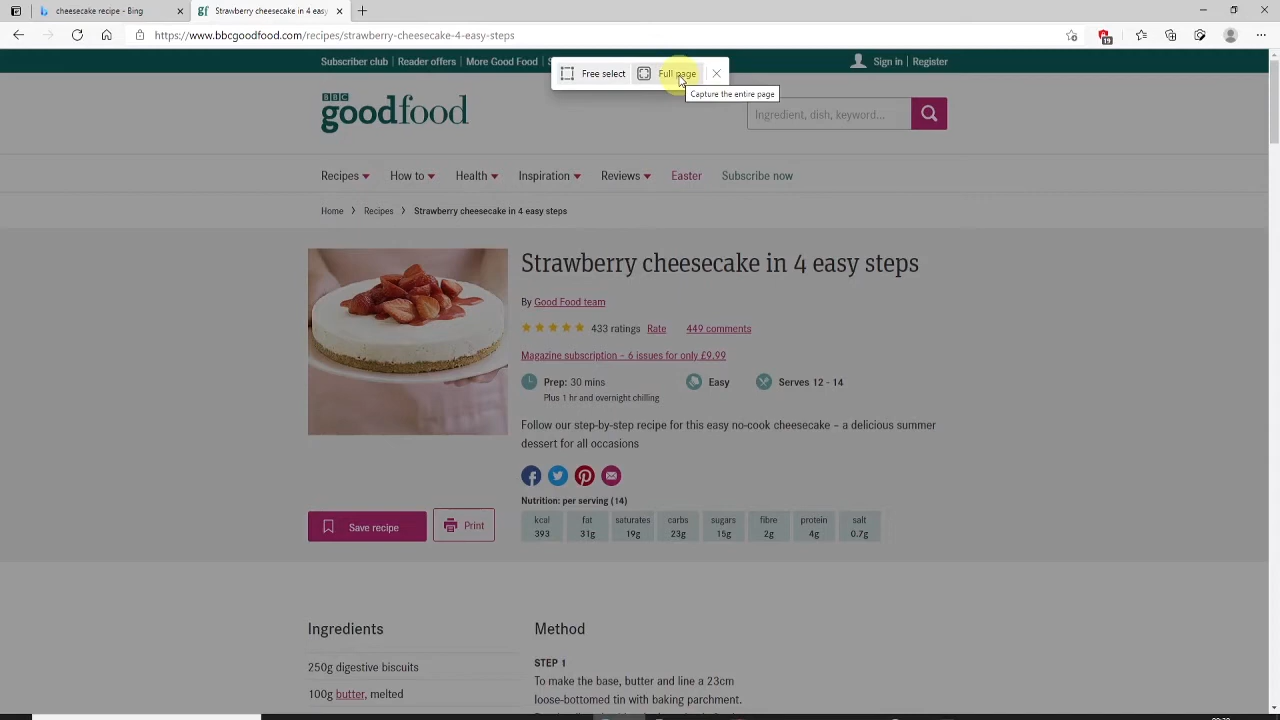 cheesecake recipe - Bing
Strawberry cheesecake in 4 easy
https://www.bbcgoodfood.com/recipes/strawberry-cheesecake-4-easy-steps
19
Subscriber club
Reader offers
More Good Food
Sign in
Register
Free select
Full page
Capture the entire page
BBC
goodfood
Ingredient, dish, keyword...
Recipes
How to
Health
Inspiration
Reviews
Easter
Subscribe now
Home
Recipes
Strawberry cheesecake in 4 easy steps
Strawberry cheesecake in 4 easy steps
By Good Food team
433 ratings
Rate
449 comments
Magazine subscription – 6 issues for only £9.99
Prep: 30 mins
Plus 1 hr and overnight chilling
Easy
Serves 12 - 14
Follow our step-by-step recipe for this easy no-cook cheesecake – a delicious summer
dessert for all occasions
Nutrition: per serving (14)
kcal fat saturates carbs sugars fibre protein salt
393 31g 19g 23g 15g 2g 4g 0.7g
Save recipe
Print
Ingredients
250g digestive biscuits
100g butter, melted
Method
STEP 1
To make the base, butter and line a 23cm
loose-bottomed tin with baking parchment.